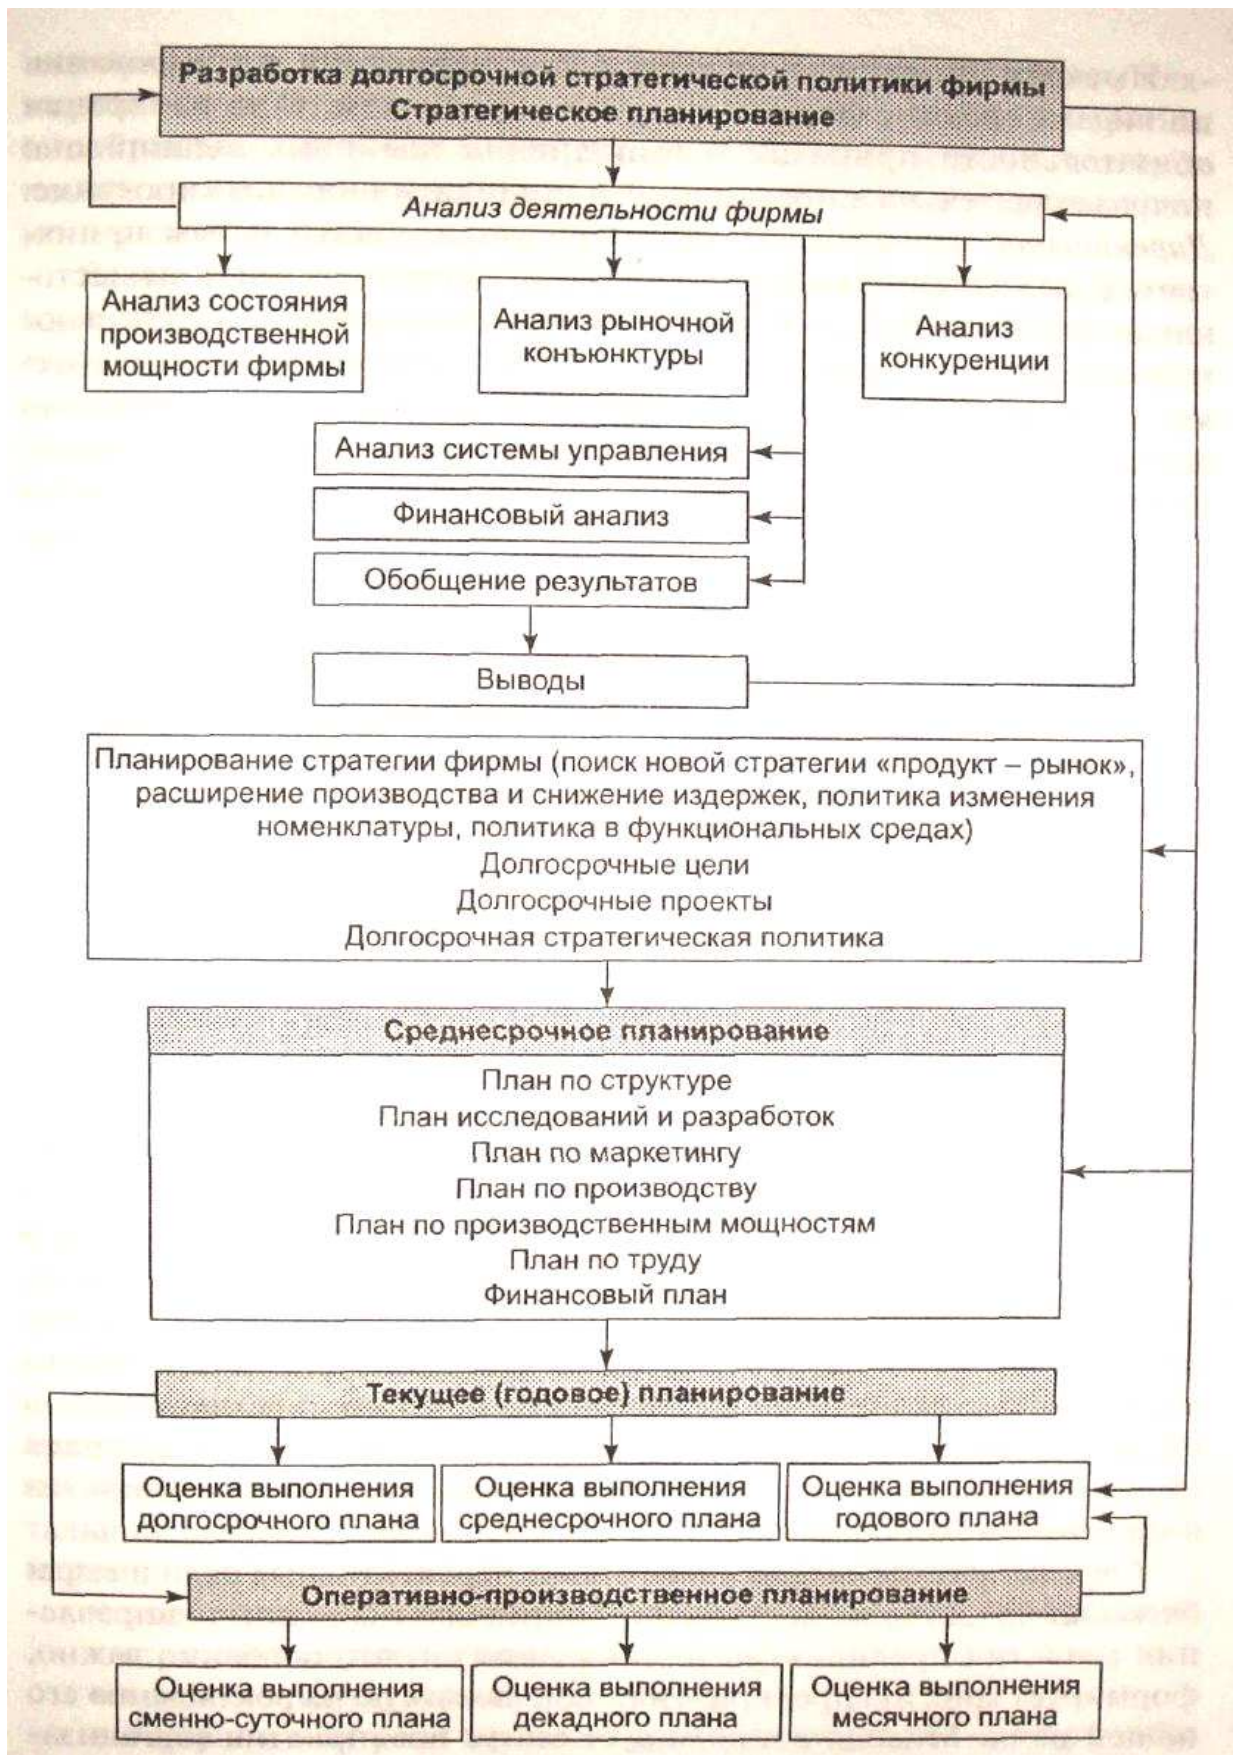 Разработка долгосрочной стратегической политики фирмы
Стратегическое планирование
Анализ деятельности фирмы
Анализ состояния
производственной
мощности фирмы
Анализ рыночной
конъюнктуры
Анализ
конкуренции
Анализ системы управления
Финансовый анализ
Обобщение результатов
Выводы
Планирование стратегии фирмы (поиск новой стратегии «продукт – рынок»,
расширение производства и снижение издержек, политика изменения
номенклатуры, политика в функциональных средах)
Долгосрочные цели
Долгосрочные проекты
Долгосрочная стратегическая политика
Среднесрочное планирование
План по структуре
План исследований и разработок
План по маркетингу
План по производству
План по производственным мощностям
План по труду
Финансовый план
Текущее (годовое) планирование
Оценка выполнения
долгосрочного плана
Оценка выполнения
среднесрочного плана
Оценка выполнения
годового плана
Оперативно-производственное планирование
Оценка выполнения
сменно-суточного плана
Оценка выполнения
декадного плана
Оценка выполнения
месячного плана